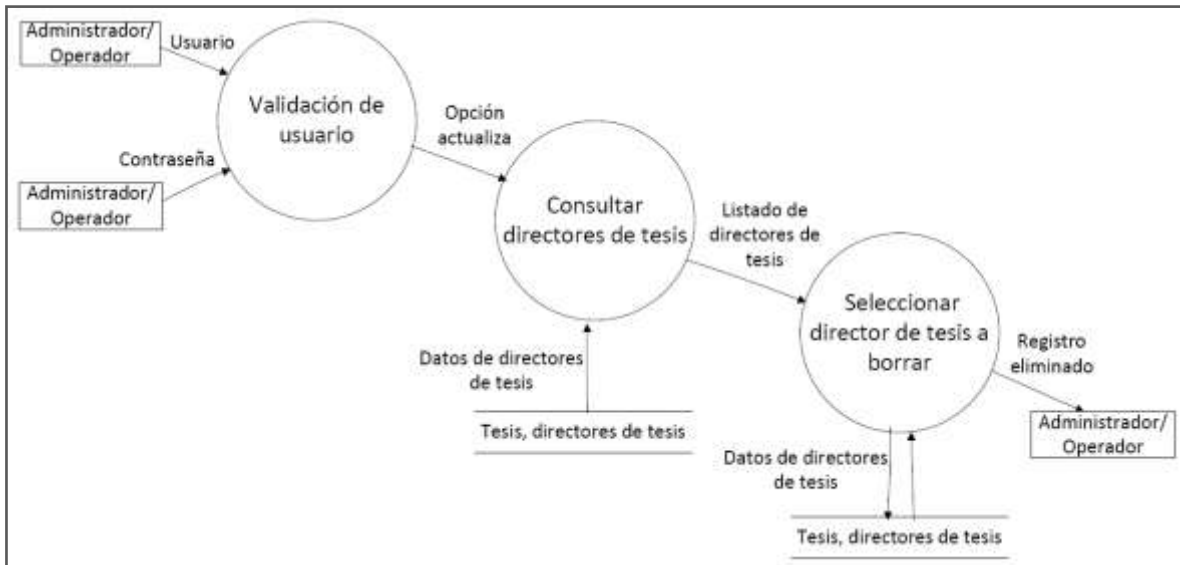 Administrador/
Operador
Usuario
Validación de
usuario
Contraseña
Administrador/
Operador
Opción
actualiza
Consultar
directores de tesis
Listado de
directores de
tesis
Seleccionar
director de tesis a
borrar
Registro
eliminado
Administrador/
Operador
Datos de directores
de tesis
Tesis, directores de tesis
Datos de directores
de tesis
Tesis, directores de tesis